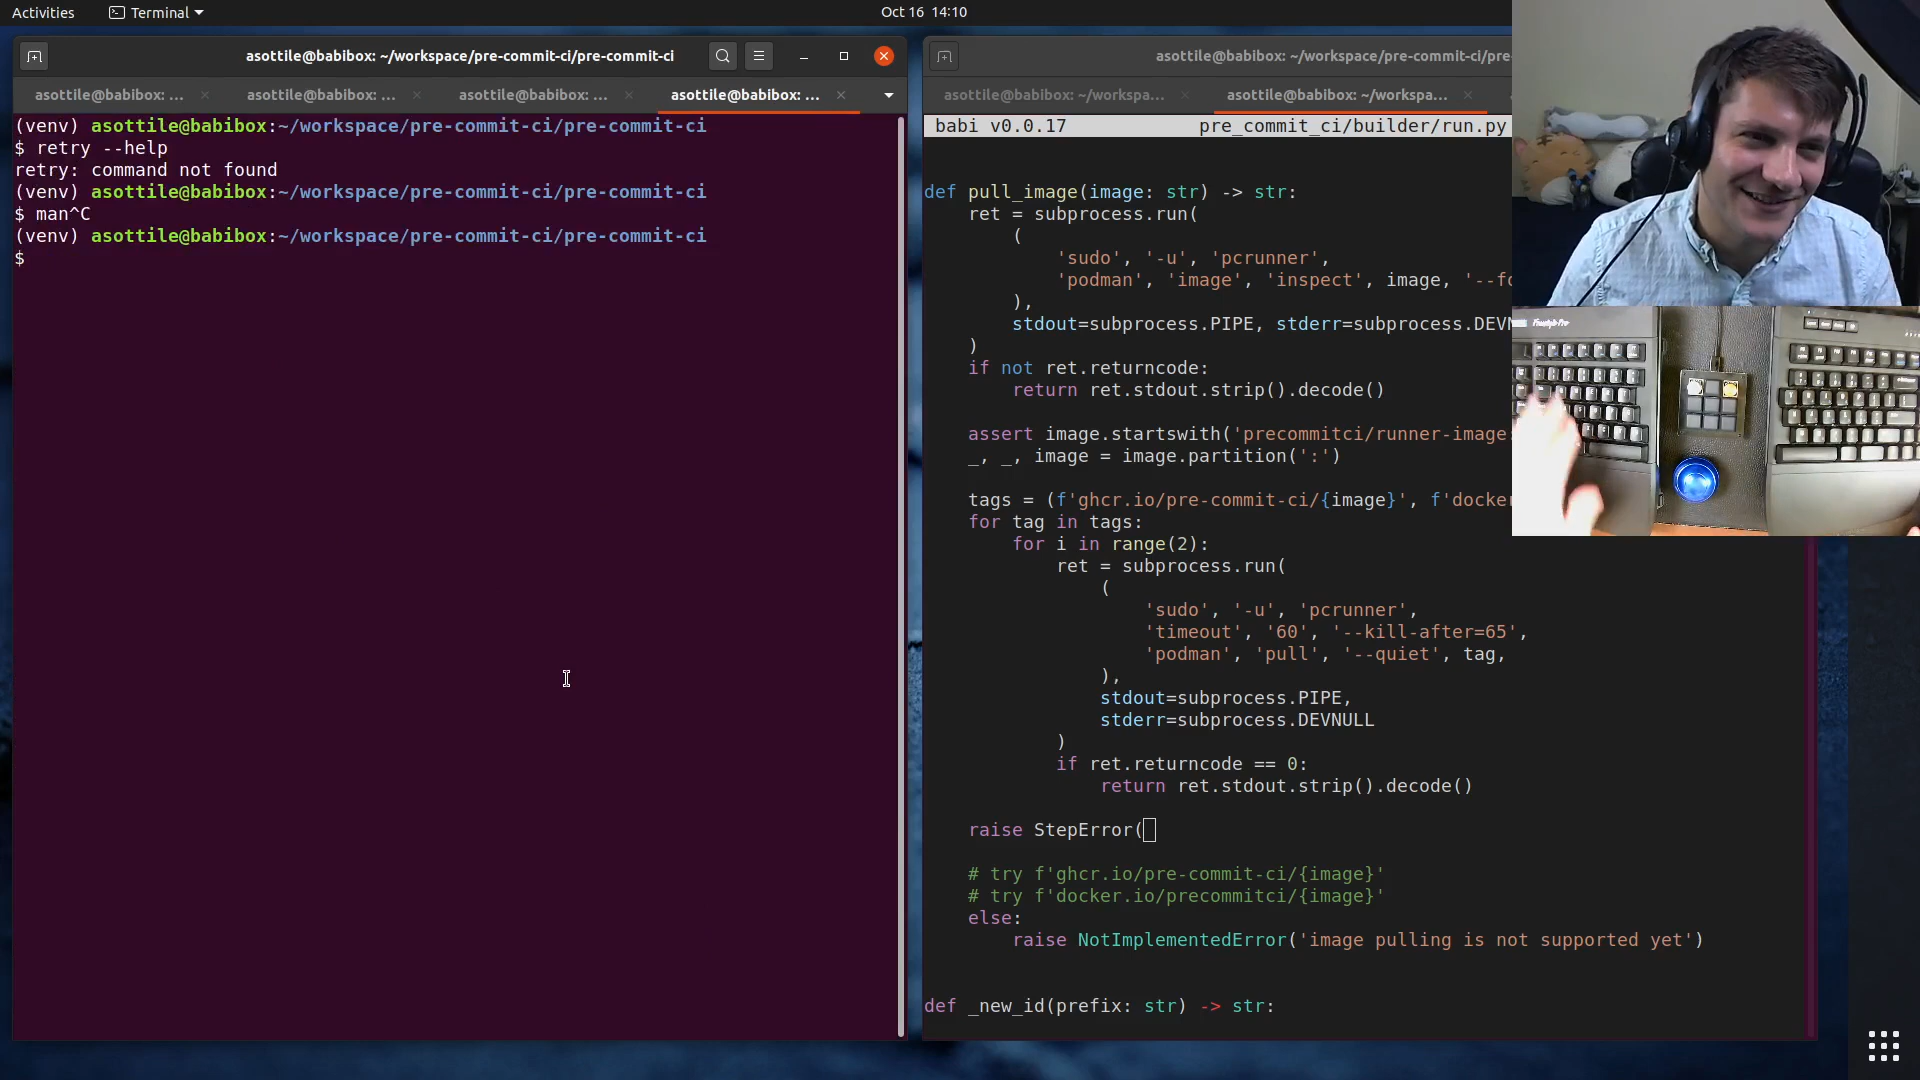 Activities
Terminal
Oct 16 14:10
asottile@babibox: ~/workspace/pre-commit-ci/pre-commit-ci
asottile@babibox: ...
asottile@babibox: ...
asottile@babibox: ...
asottile@babibox: ...
(venv) asottile@babibox:~/workspace/pre-commit-ci/pre-commit-ci
$ retry --help
retry: command not found
(venv) asottile@babibox:~/workspace/pre-commit-ci/pre-commit-ci
$ man^C
(venv) asottile@babibox:~/workspace/pre-commit-ci/pre-commit-ci
$
asottile@babibox: ~/workspace/pre-commit-ci/pre
asottile@babibox: ~/workspa...
asottile@babibox: ~/workspa...
babi v0.0.17 pre_commit_ci/builder/run.py
def pull_image(image: str) -> str:
ret = subprocess.run(
(
'sudo', '-u', 'pcrunner',
'podman', 'image', 'inspect', image, '--fo
),
stdout=subprocess.PIPE, stderr=subprocess.DEVN
)
if not ret.returncode:
return ret.stdout.strip().decode()
assert image.startswith('precommitci/runner-image:
_, _, image = image.partition(':')
tags = (f'ghcr.io/pre-commit-ci/{image}', f'docker
for tag in tags:
for i in range(2):
ret = subprocess.run(
(
'sudo', '-u', 'pcrunner',
'timeout', '60', '--kill-after=65',
'podman', 'pull', '--quiet', tag,
),
stdout=subprocess.PIPE,
stderr=subprocess.DEVNULL
)
if ret.returncode == 0:
return ret.stdout.strip().decode()
raise StepError(
# try f'ghcr.io/pre-commit-ci/{image}'
# try f'docker.io/precommitci/{image}'
else:
raise NotImplementedError('image pulling is not supported yet')
def _new_id(prefix: str) -> str: